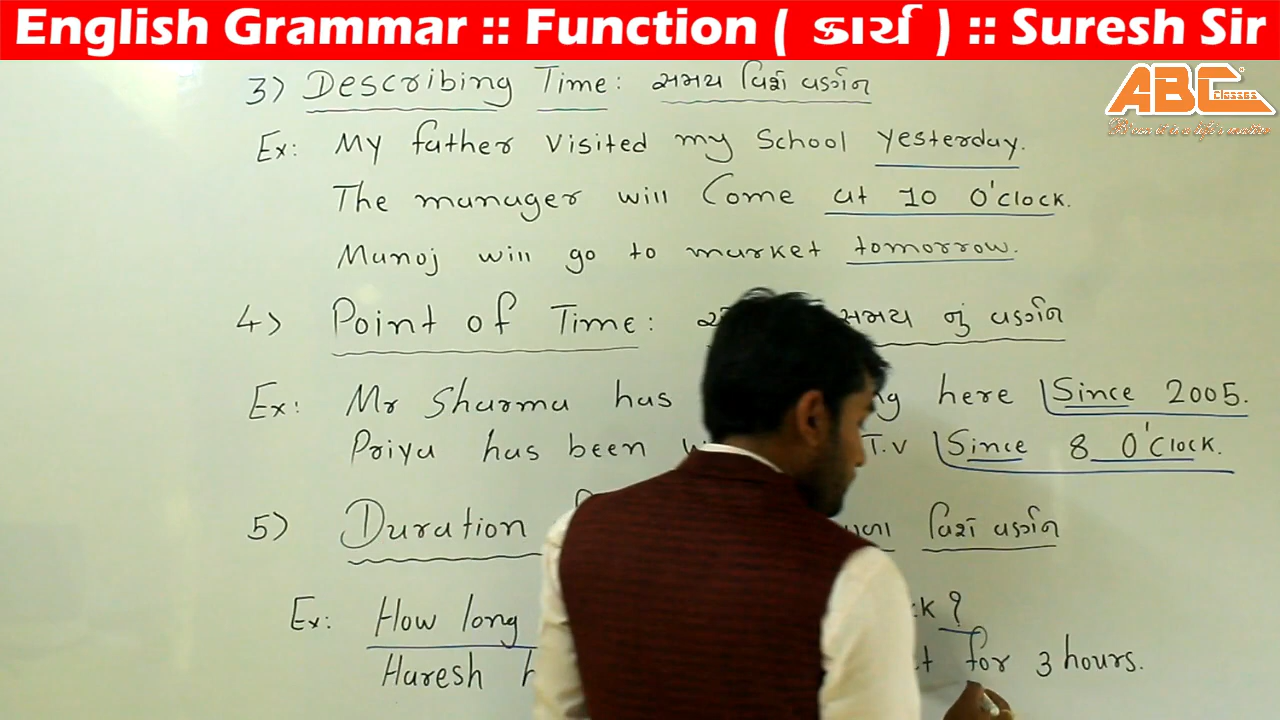 English Grammar :: Function ( કાર્ય ) :: Suresh Sir
ABC Classes
3) Describing Time: સમય વિશે વર્ણન
Ex: My father visited my School yesterday.
The manager will Come at 10 O'clock.
Manoj will go to market tomorrow.
4) Point of Time: સમય નું વર્ણન
Ex: Mr Sharma has here Since 2005.
Priya has been T.V Since 8 O'Clock.
5) Duration વિશે વર્ણન
Ex: How long ?
Haresh for 3 hours.